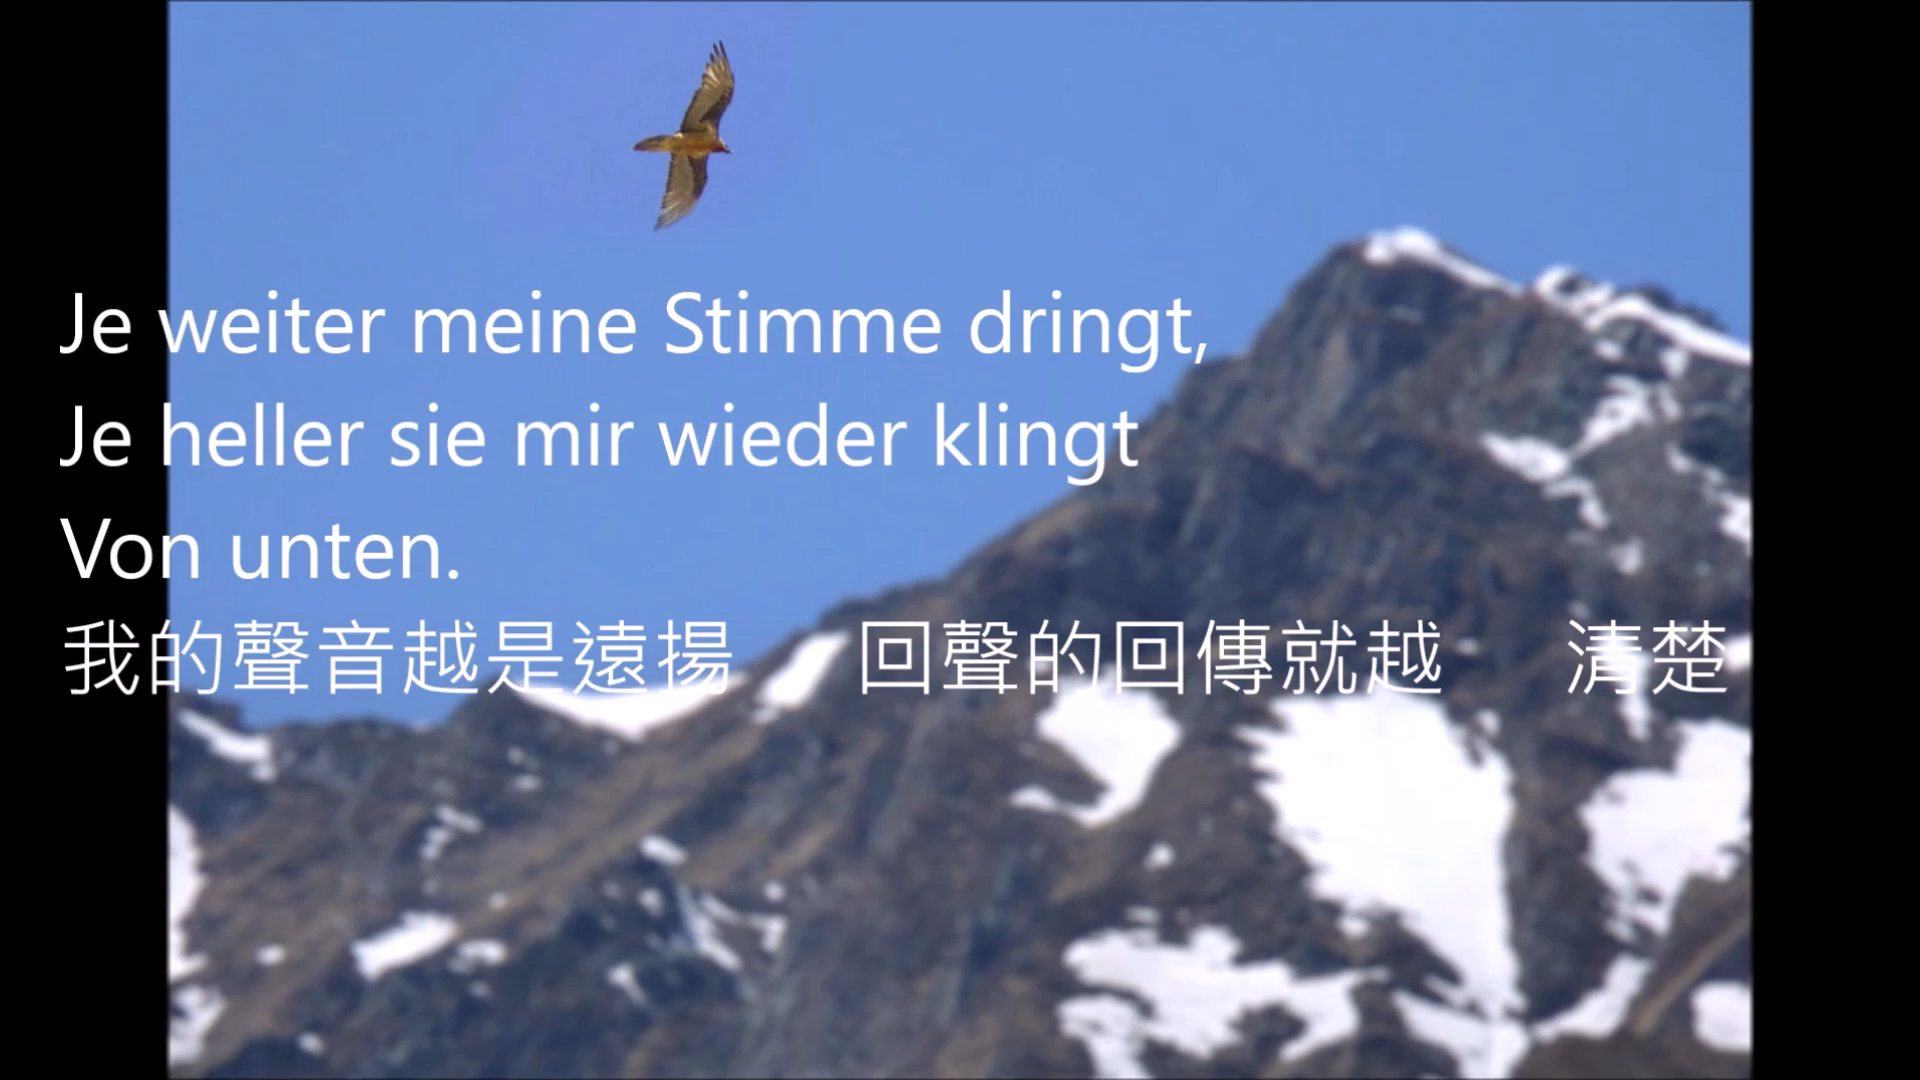 Je weiter meine Stimme dringt,
Je heller sie mir wieder klingt
Von unten.
我的聲音越是遠揚　回聲的回傳就越　清楚